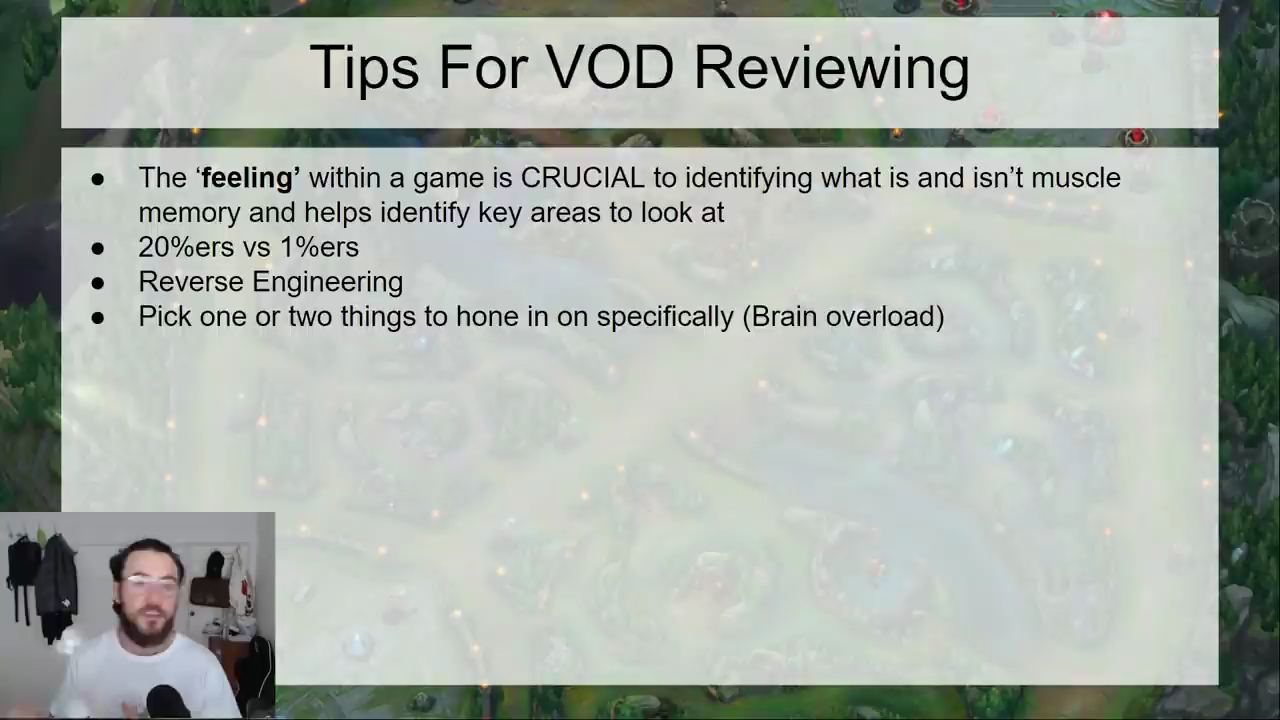 Tips For VOD Reviewing
● The ‘feeling’ within a game is CRUCIAL to identifying what is and isn’t muscle
memory and helps identify key areas to look at
● 20%ers vs 1%ers
● Reverse Engineering
● Pick one or two things to hone in on specifically (Brain overload)